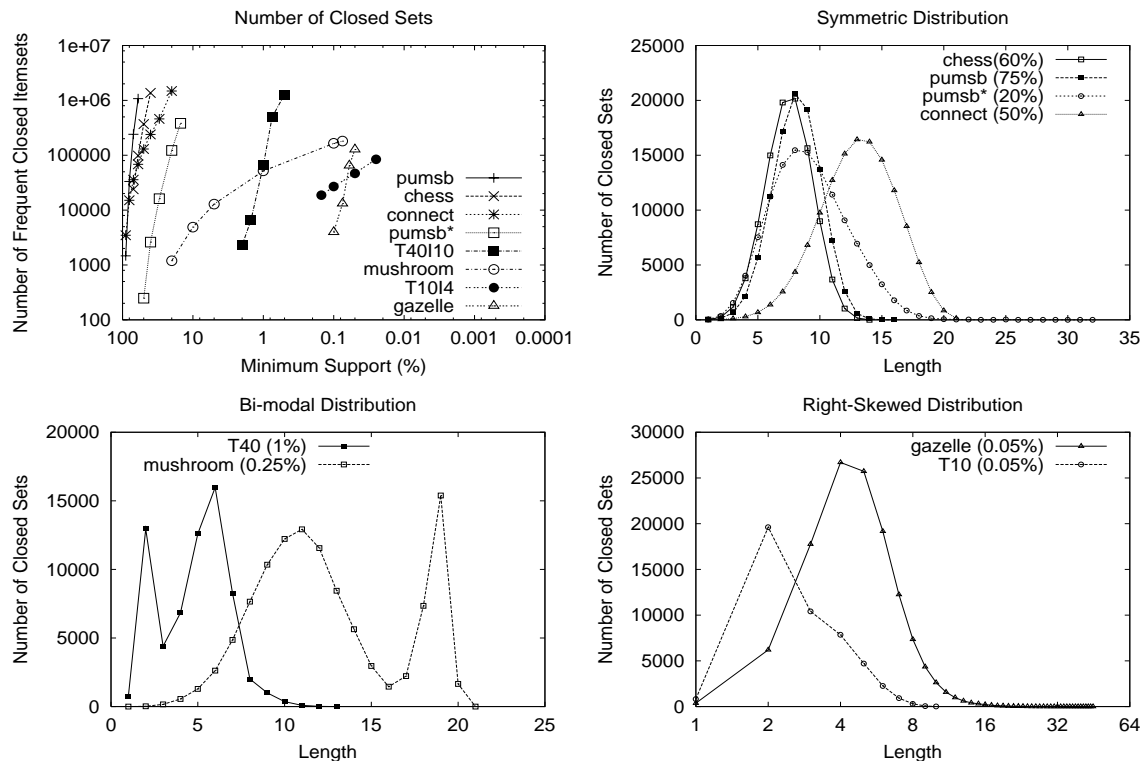 Number of Closed Sets
Number of Frequent Closed Itemsets
1e+07
1e+06
100000
10000
1000
100
100
10
1
0.1
0.01
0.001
0.0001
Minimum Support (%)
pumsb
chess
connect
pumsb*
T40I10
mushroom
T10I4
gazelle
Symmetric Distribution
Number of Closed Sets
25000
20000
15000
10000
5000
0
0
5
10
15
20
25
30
35
Length
chess(60%)
pumsb (75%)
pumsb* (20%)
connect (50%)
Bi-modal Distribution
Number of Closed Sets
20000
15000
10000
5000
0
0
5
10
15
20
25
Length
T40 (1%)
mushroom (0.25%)
Right-Skewed Distribution
Number of Closed Sets
30000
25000
20000
15000
10000
5000
0
1
2
4
8
16
32
64
Length
gazelle (0.05%)
T10 (0.05%)